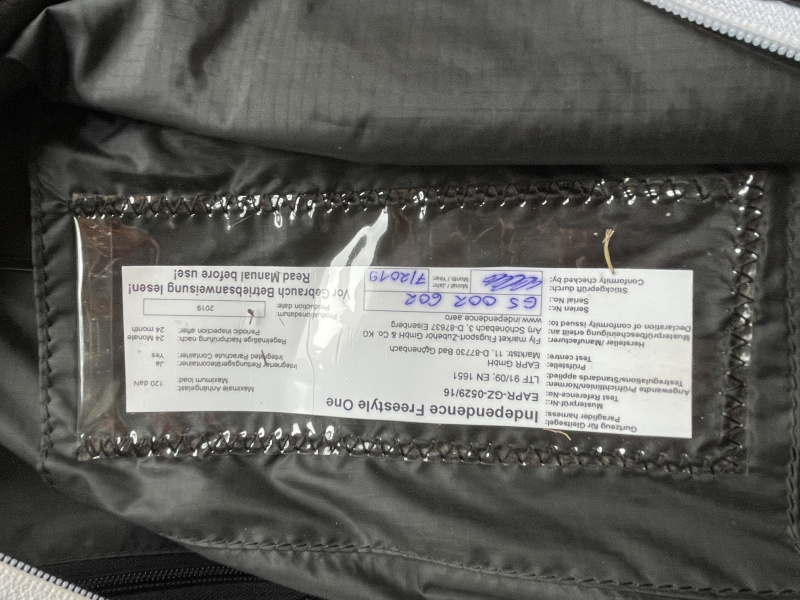 Gurtzeug für Gleitsegel:
Paraglider harness:
Independence Freestyle One
Musterprüf-Nr.:
Test Reference-Nr.:
EAPR-GZ-0529/16
Angewandte Prüfrichtlinien/Normen
Testregulations/Standards applied:
LTF 91/09, EN 1651
Prüfstelle:
Test centre:
EAPR GmbH
Marktstr. 11, D-87730 Bad Grönenbach
Hersteller / Manufacturer:
Fly market Flugsport-Zubehör GmbH & Co. KG
Am Schönebach 3, D-87637 Eisenberg
www.independence.aero
Musterprüfbescheinigung erteilt an:
Declaration of conformity issued to:
Serien No.:
Serial No.:
GS 002 602
Stückgeprüft durch:
Conformity checked by:
Monat / Jahr:
Month / Year:
7/2019
Maximale Anhängelast:
Maximum load:
120 daN
Integrierter Rettungsgerätecontainer:
Integrated Parachute Container:
Ja
Yes
Regelmäßige Nachprüfung nach:
Periodic inspection after:
24 Monate
24 month
Produktionsdatum:
Production date:
2019
Vor Gebrauch Betriebsanweisung lesen!
Read Manual before use!